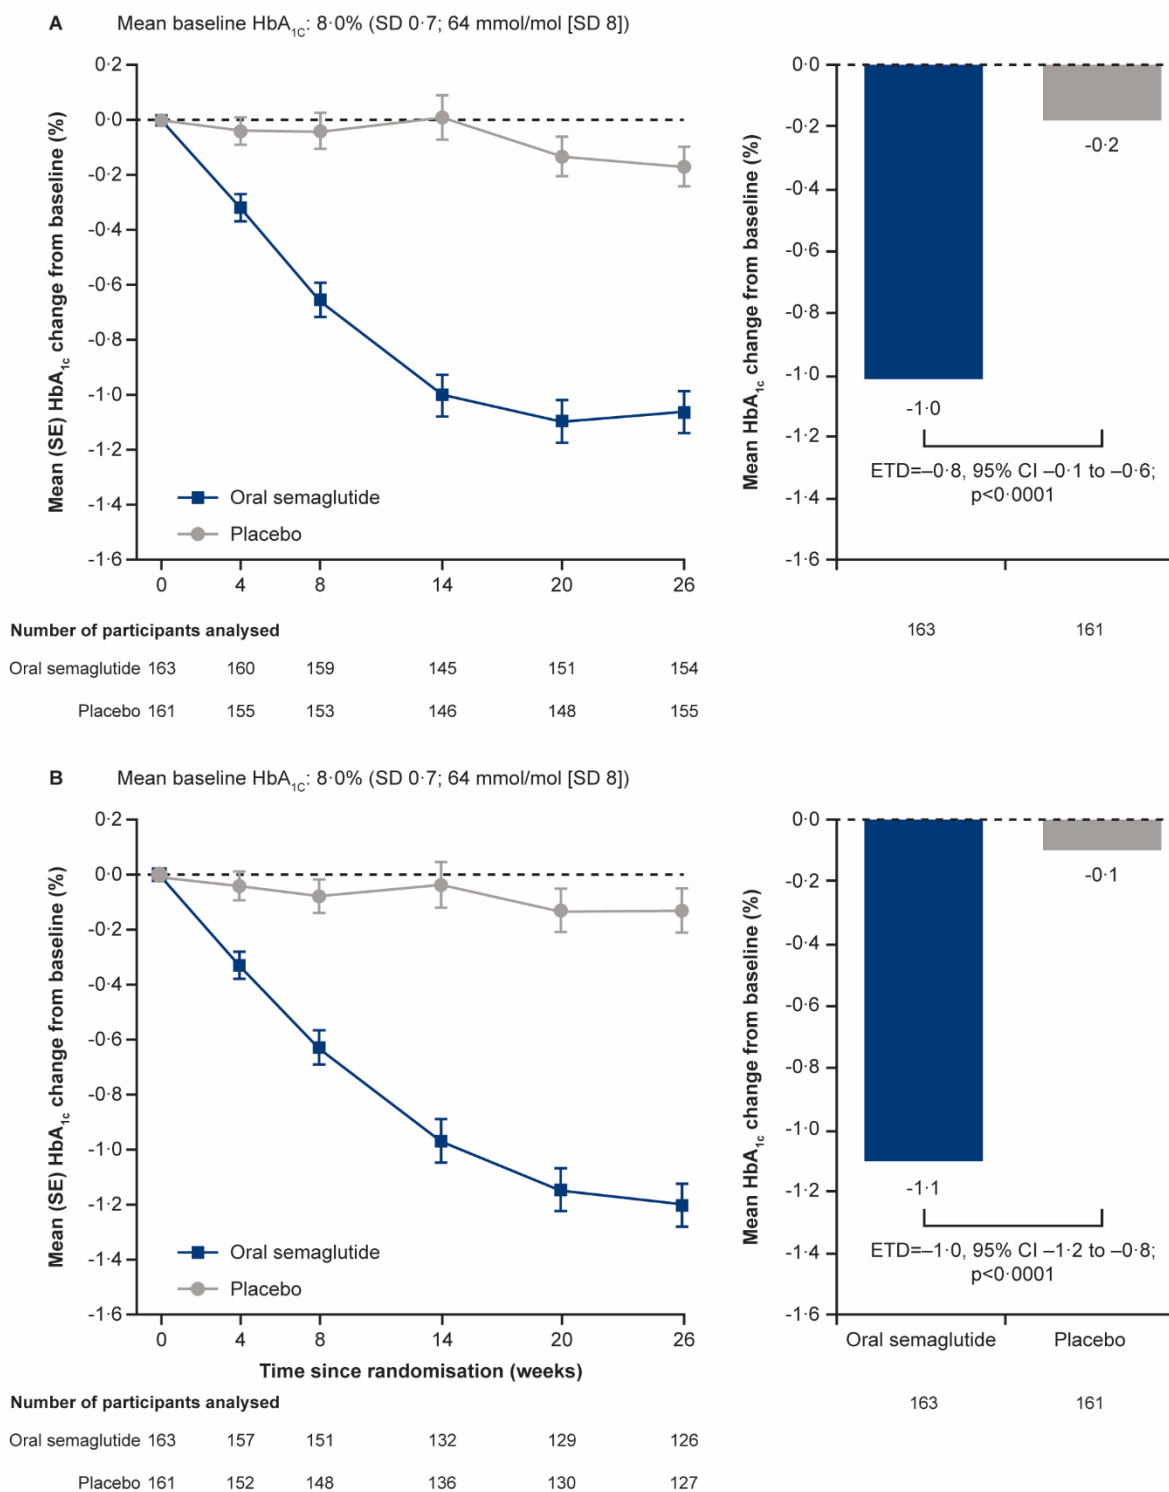 A Mean baseline HbA1C: 8·0% (SD 0·7; 64 mmol/mol [SD 8])
Mean (SE) HbA1c change from baseline (%)
0·2
0·0
-0·2
-0·4
-0·6
-0·8
-1·0
-1·2
-1·4
-1·6
Oral semaglutide
Placebo
0 4 8 14 20 26
Mean HbA1c change from baseline (%)
0·0
-0·2
-0·4
-0·6
-0·8
-1·0
-1·2
-1·4
-1·6
-0·2
-1·0
ETD=–0·8, 95% CI –0·1 to –0·6;
p<0·0001
Number of participants analysed
163 161
Oral semaglutide 163 160 159 145 151 154
Placebo 161 155 153 146 148 155
B Mean baseline HbA1C: 8·0% (SD 0·7; 64 mmol/mol [SD 8])
Mean (SE) HbA1c change from baseline (%)
0·2
0·0
-0·2
-0·4
-0·6
-0·8
-1·0
-1·2
-1·4
-1·6
Oral semaglutide
Placebo
0 4 8 14 20 26
Time since randomisation (weeks)
Mean HbA1c change from baseline (%)
0·0
-0·2
-0·4
-0·6
-0·8
-1·0
-1·2
-1·4
-1·6
-0·1
-1·1
ETD=–1·0, 95% CI –1·2 to –0·8;
p<0·0001
Oral semaglutide Placebo
Number of participants analysed
163 161
Oral semaglutide 163 157 151 132 129 126
Placebo 161 152 148 136 130 127